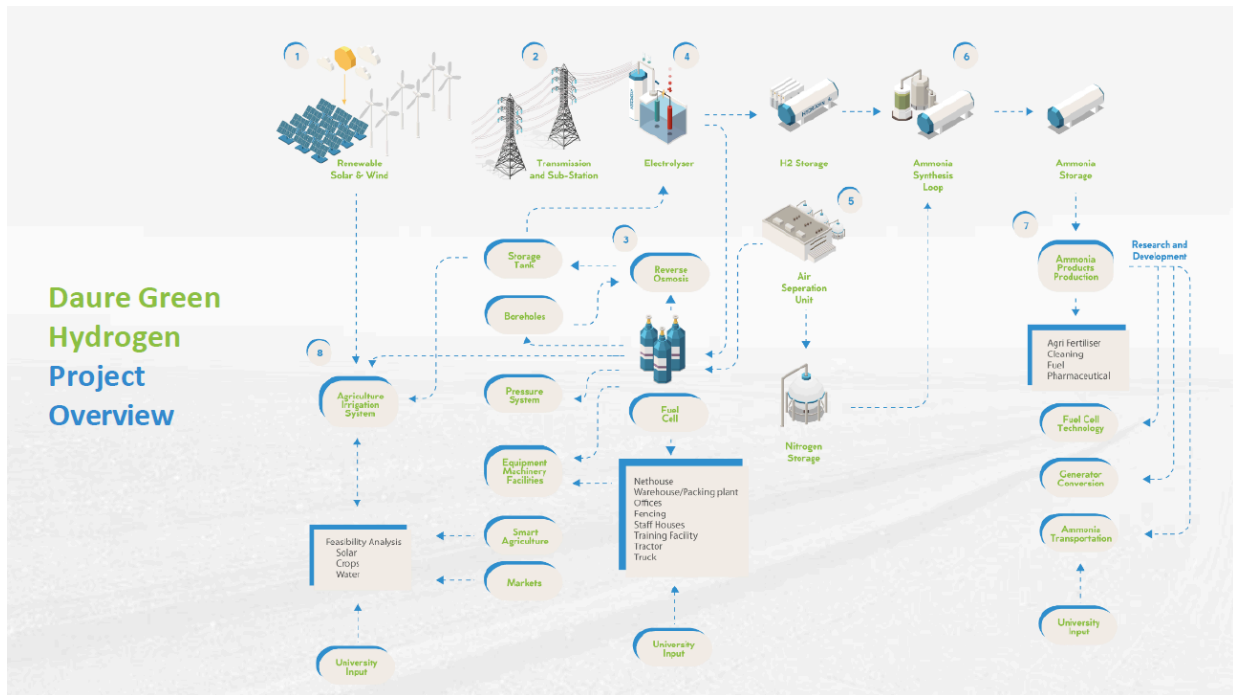 Daure Green
Hydrogen
Project
Overview
1
2
4
6
Renewable
Solar & Wind
Transmission
and Sub-Station
Electrolyser
H2 Storage
Ammonia
Synthesis
Loop
Ammonia
Storage
3
5
7
Storage
Tank
Reverse
Osmosis
Boreholes
Air
Seperation
Unit
Ammonia
Products
Production
Research and
Development
8
Agriculture
Irrigation
System
Pressure
System
Fuel
Cell
Nitrogen
Storage
Agri Fertiliser
Cleaning
Fuel
Pharmaceutical
Fuel Cell
Technology
Equipment
Machinery
Facilities
Nethouse
Warehouse/Packing plant
Offices
Fencing
Staff Houses
Training Facility
Tractor
Truck
Generator
Conversion
Feasibility Analysis
Solar
Crops
Water
Smart
Agriculture
Markets
Ammonia
Transportation
University
Input
University
Input
University
Input